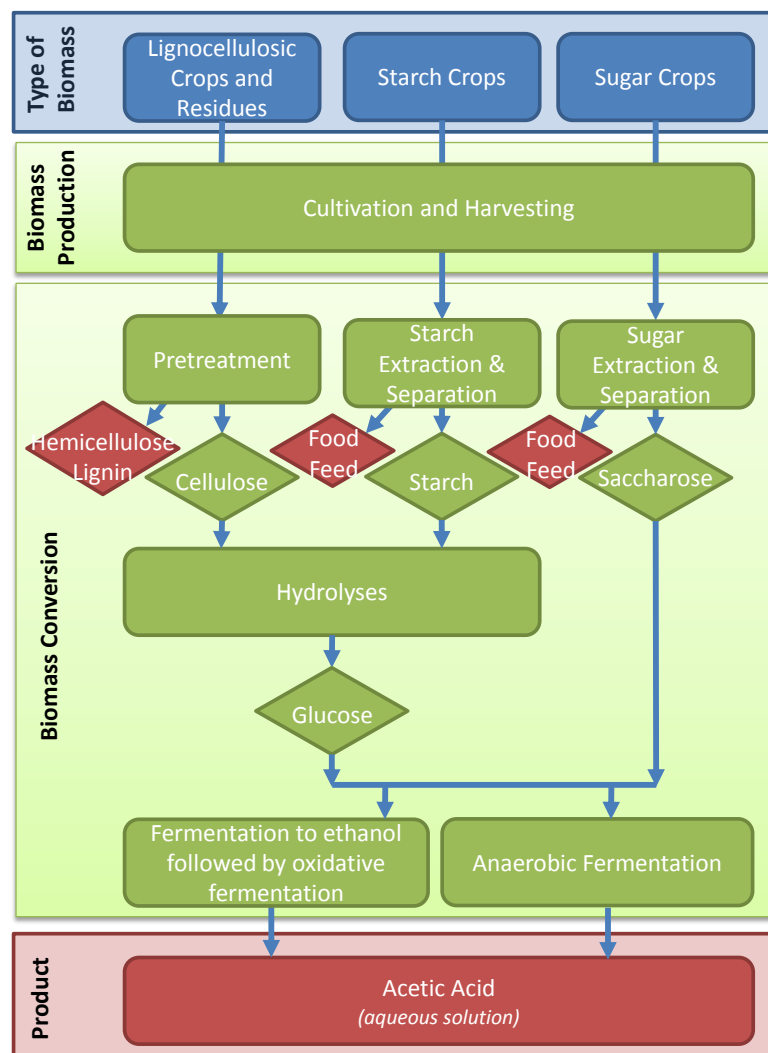 Type of
Biomass
Lignocellulosic
Crops and
Residues
Starch Crops
Sugar Crops
Biomass
Production
Cultivation and Harvesting
Biomass Conversion
Pretreatment
Starch
Extraction &
Separation
Sugar
Extraction &
Separation
Hemicellulose
Lignin
Cellulose
Food
Feed
Starch
Food
Feed
Saccharose
Hydrolyses
Glucose
Fermentation to ethanol
followed by oxidative
fermentation
Anaerobic Fermentation
Product
Acetic Acid
(aqueous solution)